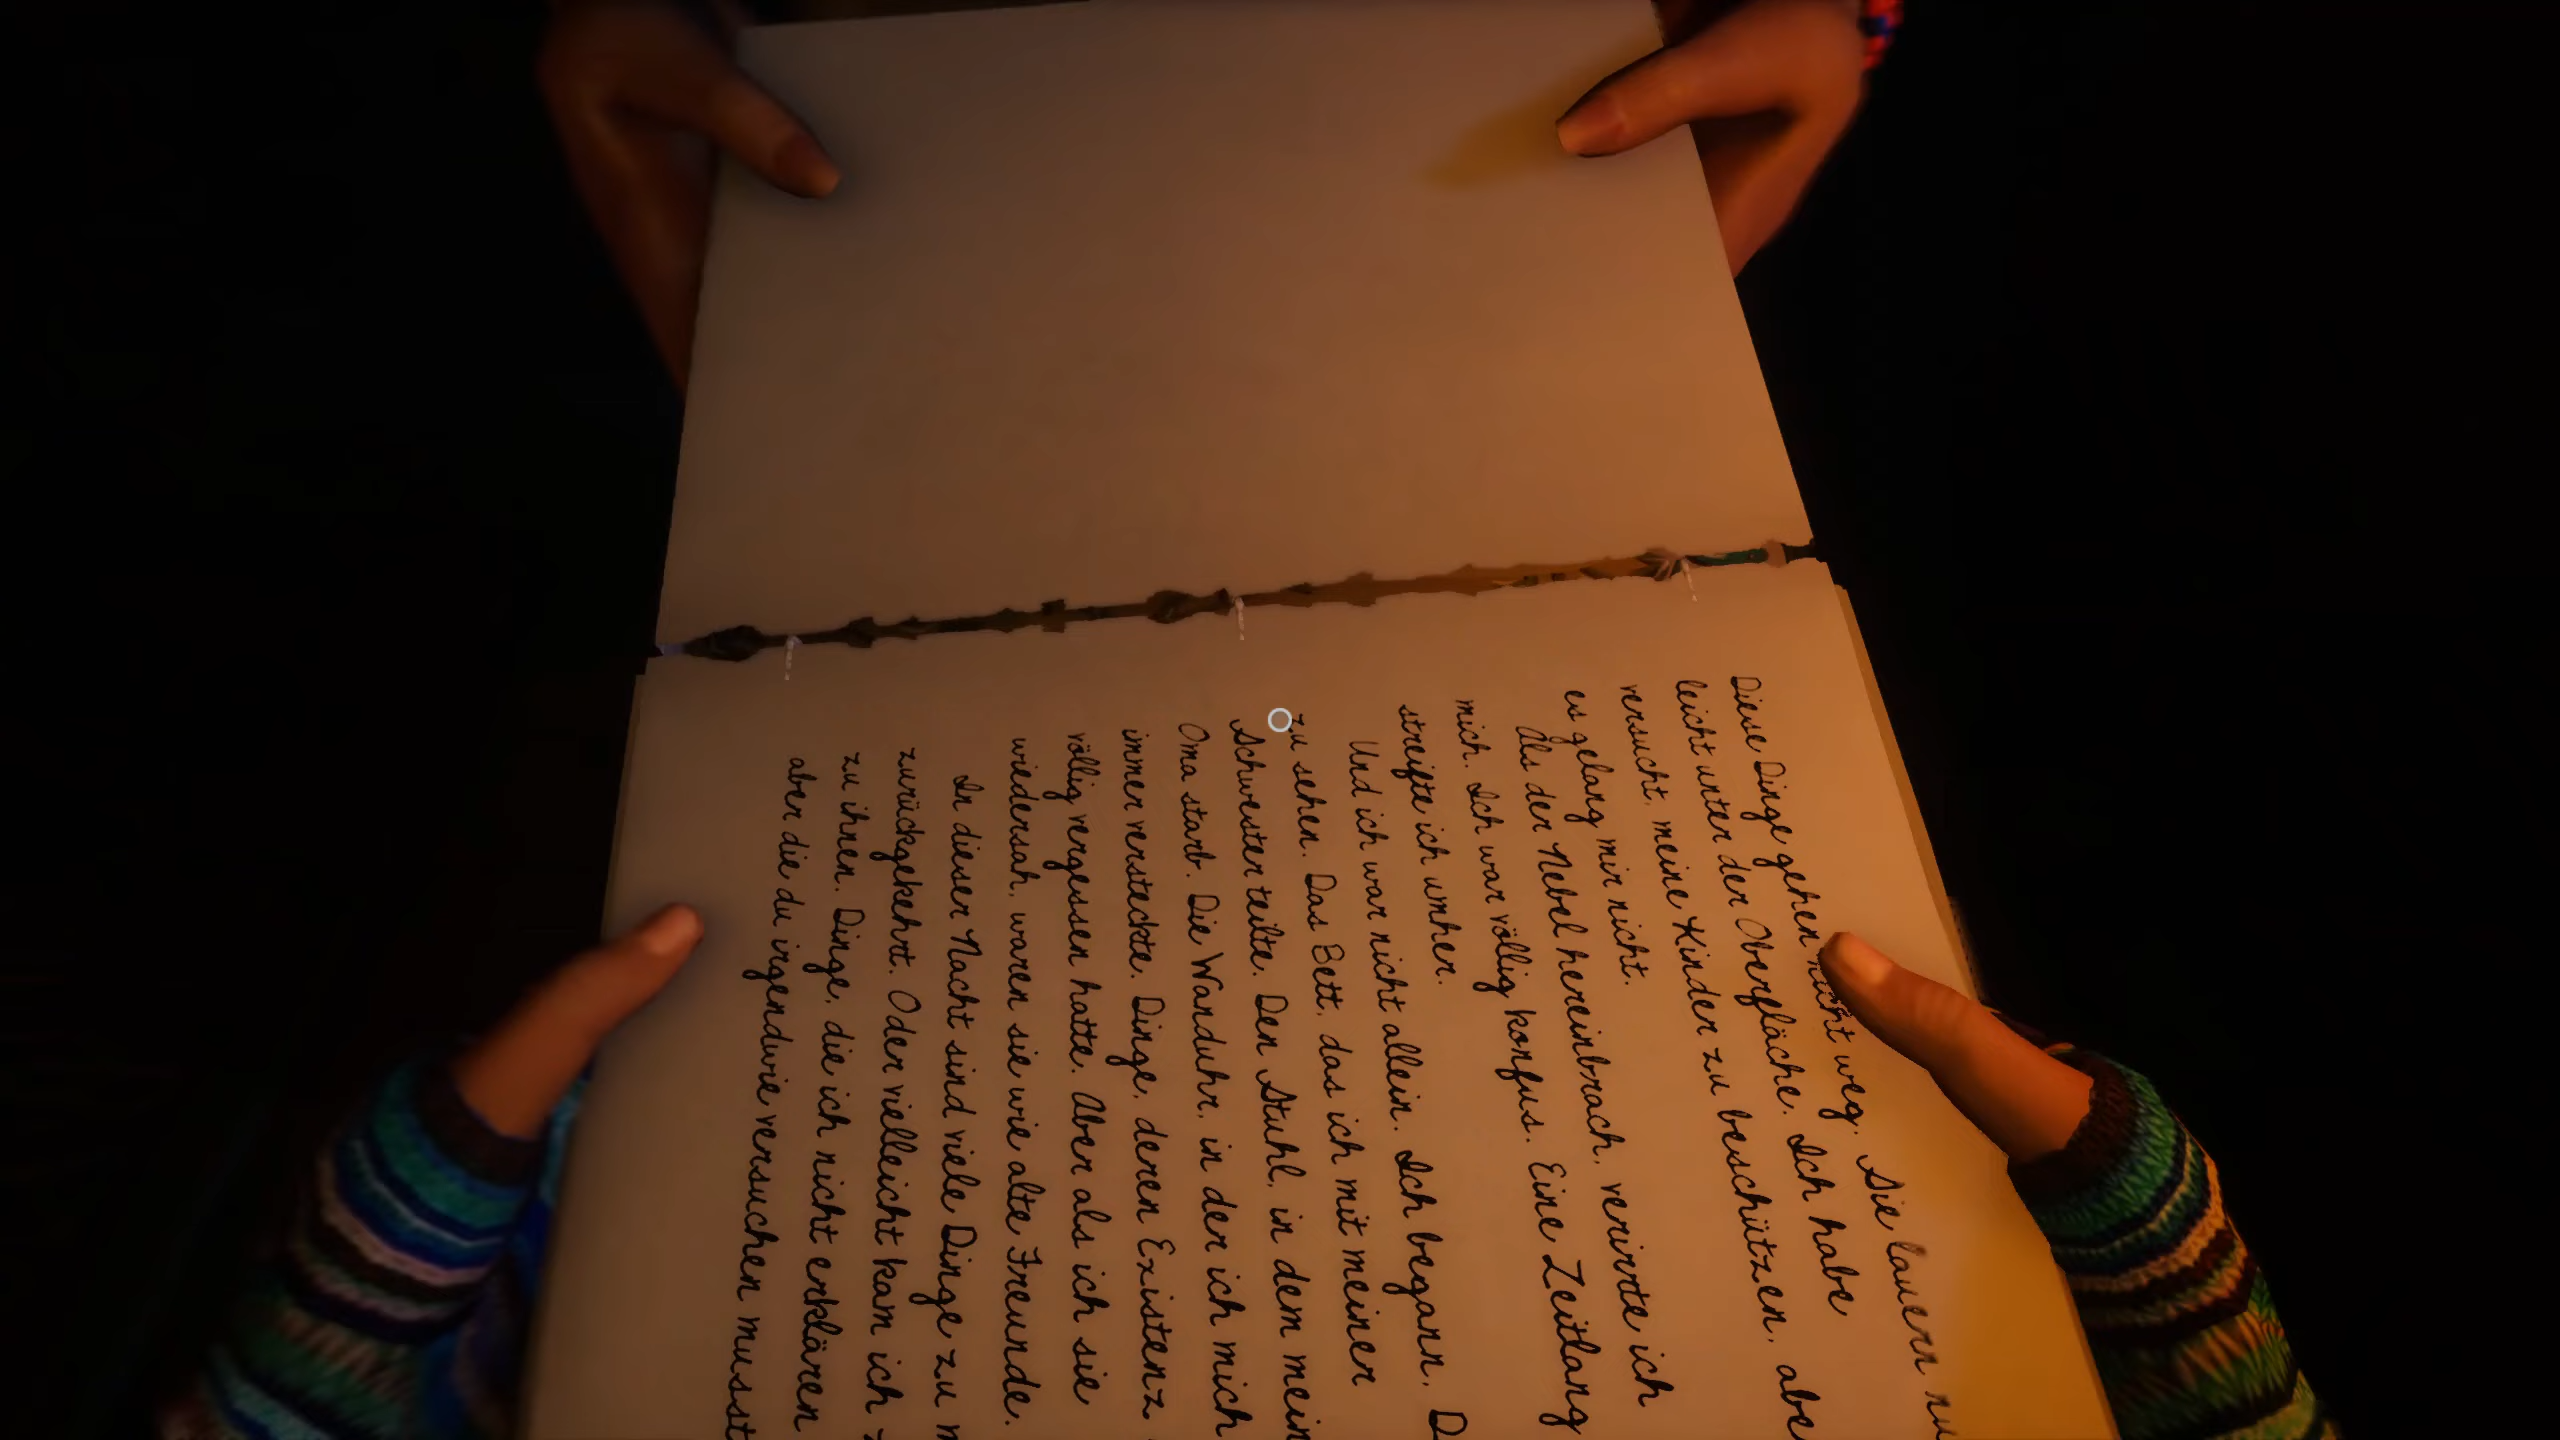 Diese Dinge gehen nicht weg. Sie lauern
leicht unter der Oberfläche. Ich habe
versucht, meine Kinder zu beschützen, abe
es gelang mir nicht.
Als der Nebel hereinbrach, verirrte ich
mich. Ich war völlig konfus. Eine Zeitlang
streifte ich umher.
Und ich war nicht allein. Ich begann, D
zu sehen. Das Bett, das ich mit meiner
Schwester teilte. Den Stuhl, in dem mein
Oma starb. Die Wanduhr, in der ich mich
immer versteckte. Dinge, deren Existenz
völlig vergessen hatte. Aber als ich sie
wiedersah, waren sie wie alte Freunde.
In dieser Nacht sind viele Dinge zu m
zurückgekehrt. Oder vielleicht kam ich
zu ihnen. Dinge, die ich nicht erklären
aber die du irgendwie versuchen musst